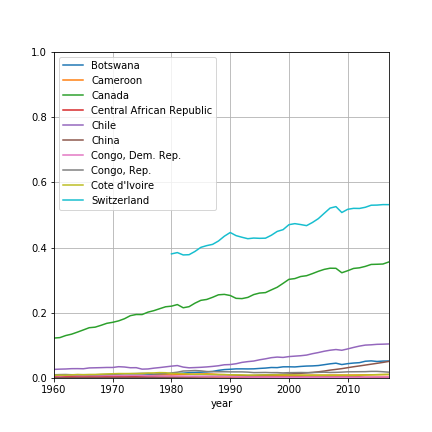 1.0
0.8
0.6
0.4
0.2
0.0
Botswana
Cameroon
Canada
Central African Republic
Chile
China
Congo, Dem. Rep.
Congo, Rep.
Cote d'Ivoire
Switzerland
1960 1970 1980 1990 2000 2010
year